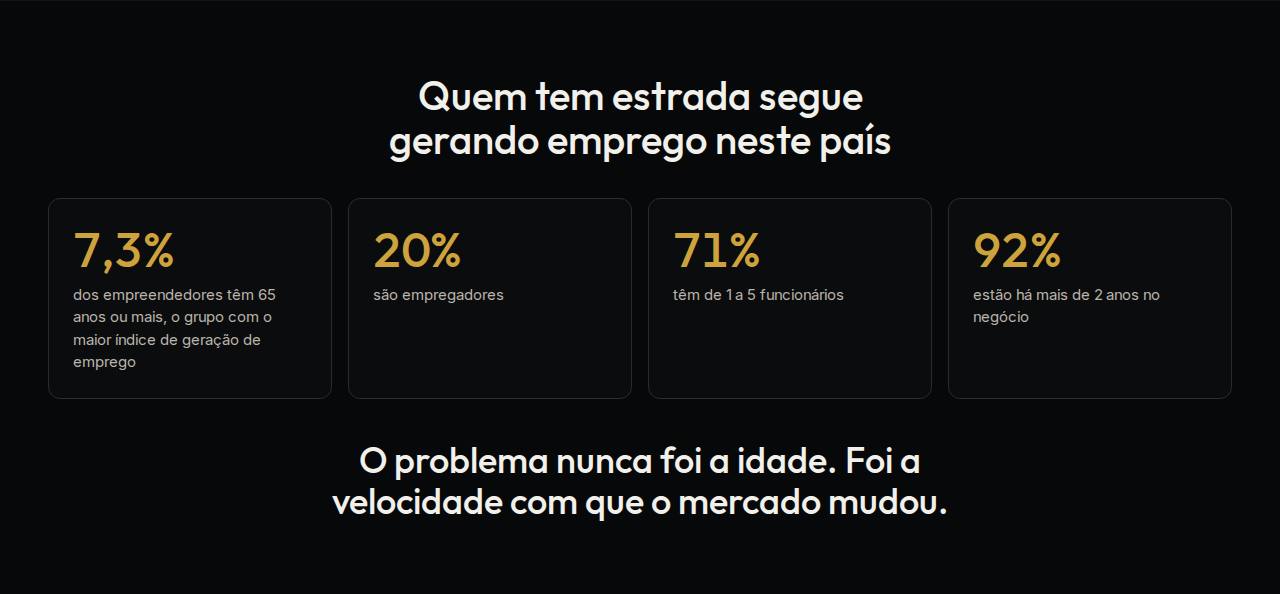 Quem tem estrada segue
gerando emprego neste país
7,3%
dos empreendedores têm 65
anos ou mais, o grupo com o
maior índice de geração de
emprego
20%
são empregadores
71%
têm de 1 a 5 funcionários
92%
estão há mais de 2 anos no
negócio
O problema nunca foi a idade. Foi a
velocidade com que o mercado mudou.